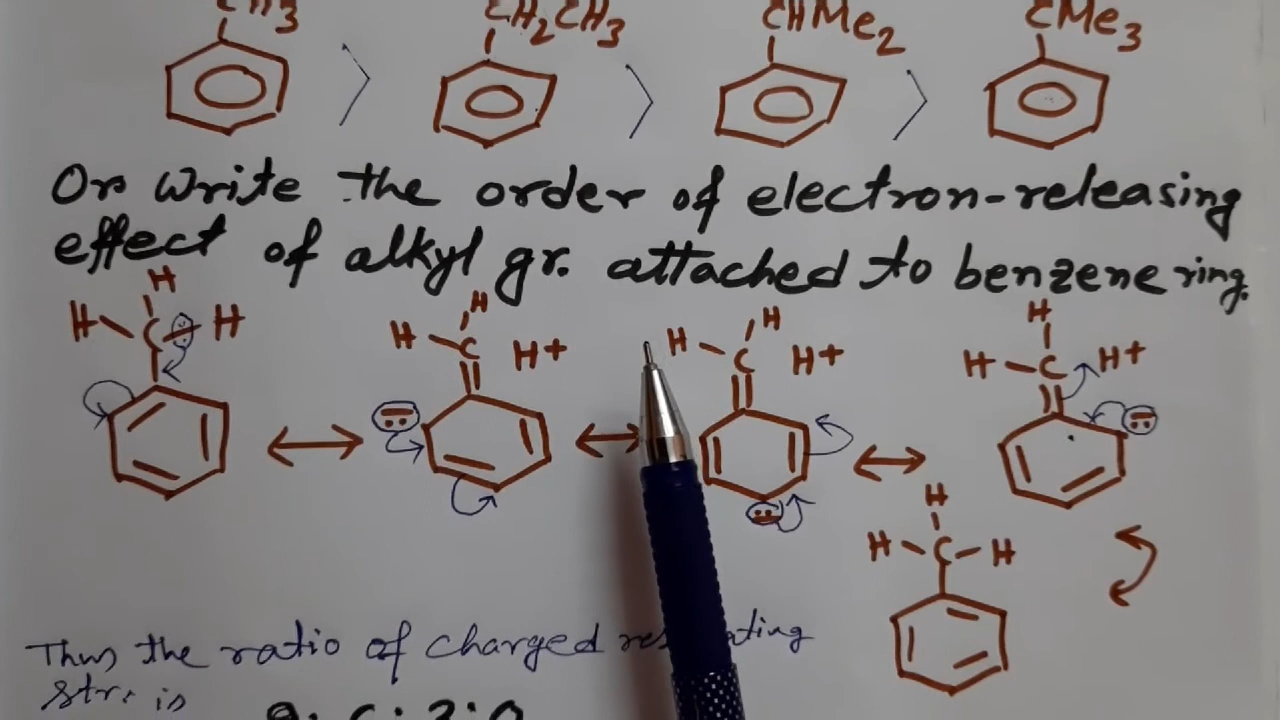 CH3 CH2CH3 CHMe2 CMe3
> > >
Or write the order of electron-releasing
effect of alkyl gr. attached to benzene ring.
H H H H
H C H H C H+ H C H+ H C H+
H
H C H
Thus the ratio of charged
str. is